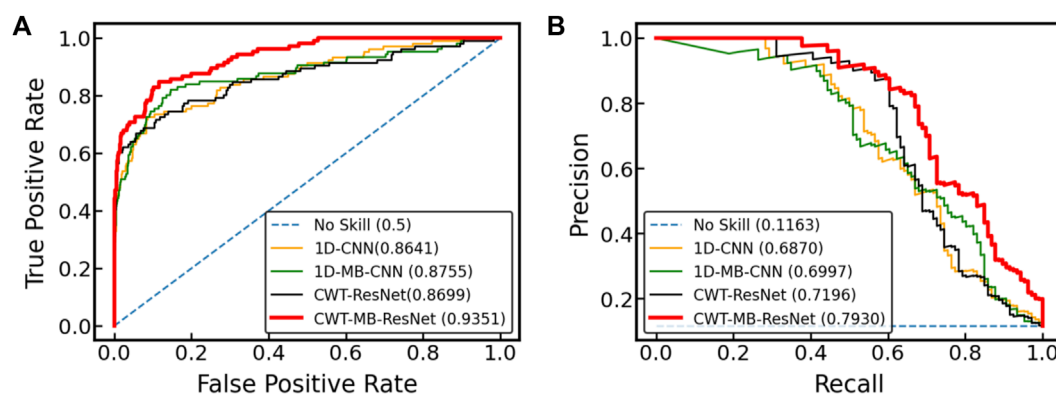 A
True Positive Rate
1.0
0.8
0.6
0.4
0.2
0.0
No Skill (0.5)
1D-CNN(0.8641)
1D-MB-CNN (0.8755)
CWT-ResNet(0.8699)
CWT-MB-ResNet (0.9351)
0.0 0.2 0.4 0.6 0.8 1.0
False Positive Rate
B
Precision
1.0
0.8
0.6
0.4
0.2
No Skill (0.1163)
1D-CNN (0.6870)
1D-MB-CNN (0.6997)
CWT-ResNet (0.7196)
CWT-MB-ResNet (0.7930)
0.0 0.2 0.4 0.6 0.8 1.0
Recall